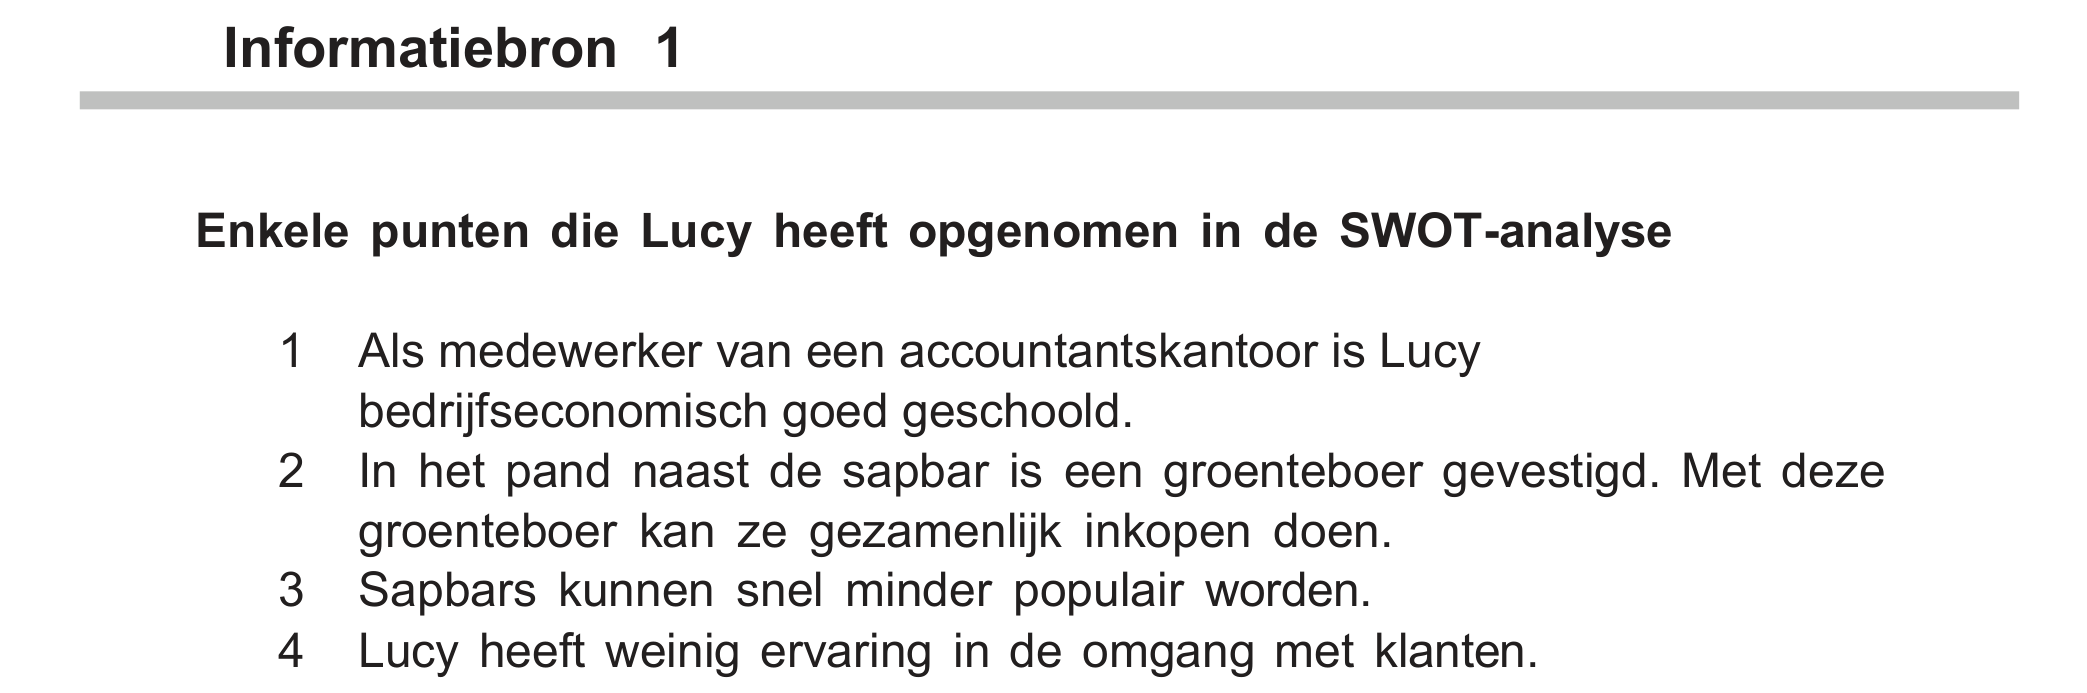 Informatiebron 1
Enkele punten die Lucy heeft opgenomen in de SWOT-analyse
1 Als medewerker van een accountantskantoor is Lucy
bedrijfseconomisch goed geschoold.
2 In het pand naast de sapbar is een groenteboer gevestigd. Met deze
groenteboer kan ze gezamenlijk inkopen doen.
3 Sapbars kunnen snel minder populair worden.
4 Lucy heeft weinig ervaring in de omgang met klanten.